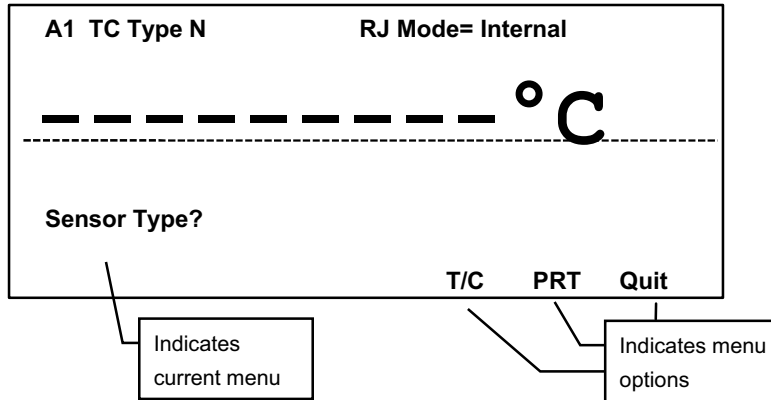 A1 TC Type N RJ Mode= Internal
_ _ _ _ _ _ _ _ _ °C
Sensor Type?
T/C PRT Quit
Indicates
current menu
Indicates menu
options